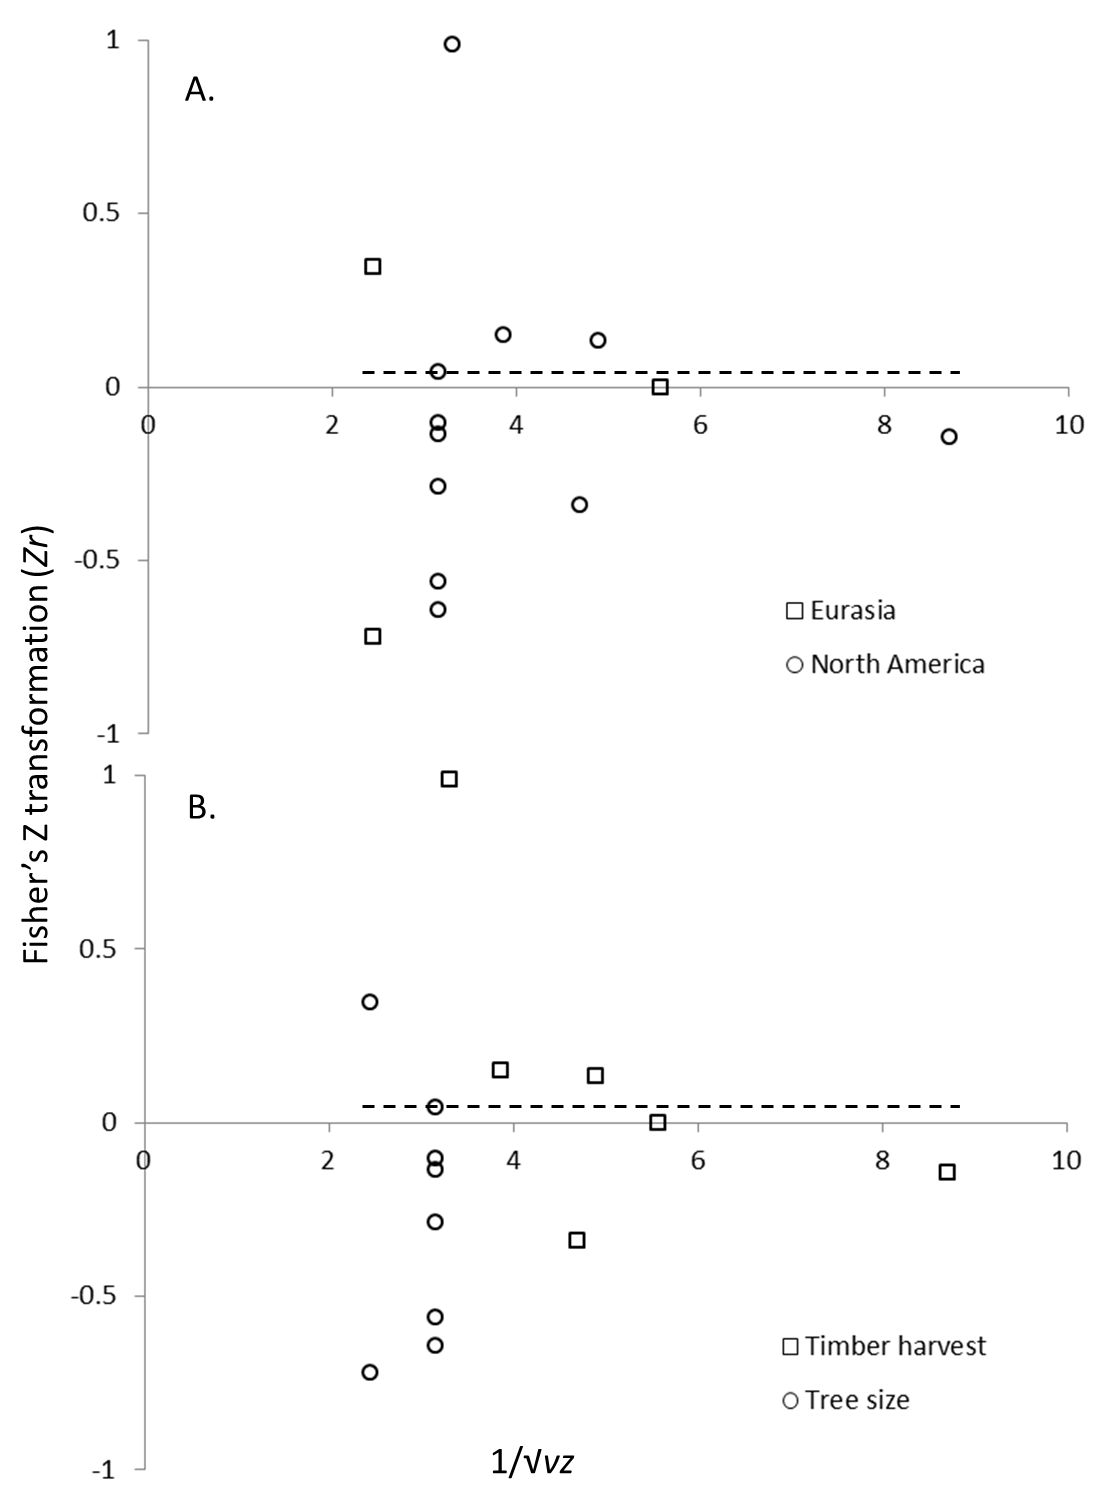 1
A.
0.5
0
0 2 4 6 8 10
-0.5
Eurasia
North America
-1
Fisher's Z transformation (Zr)
1
B.
0.5
0
0 2 4 6 8 10
-0.5
Timber harvest
Tree size
-1
1/√vz